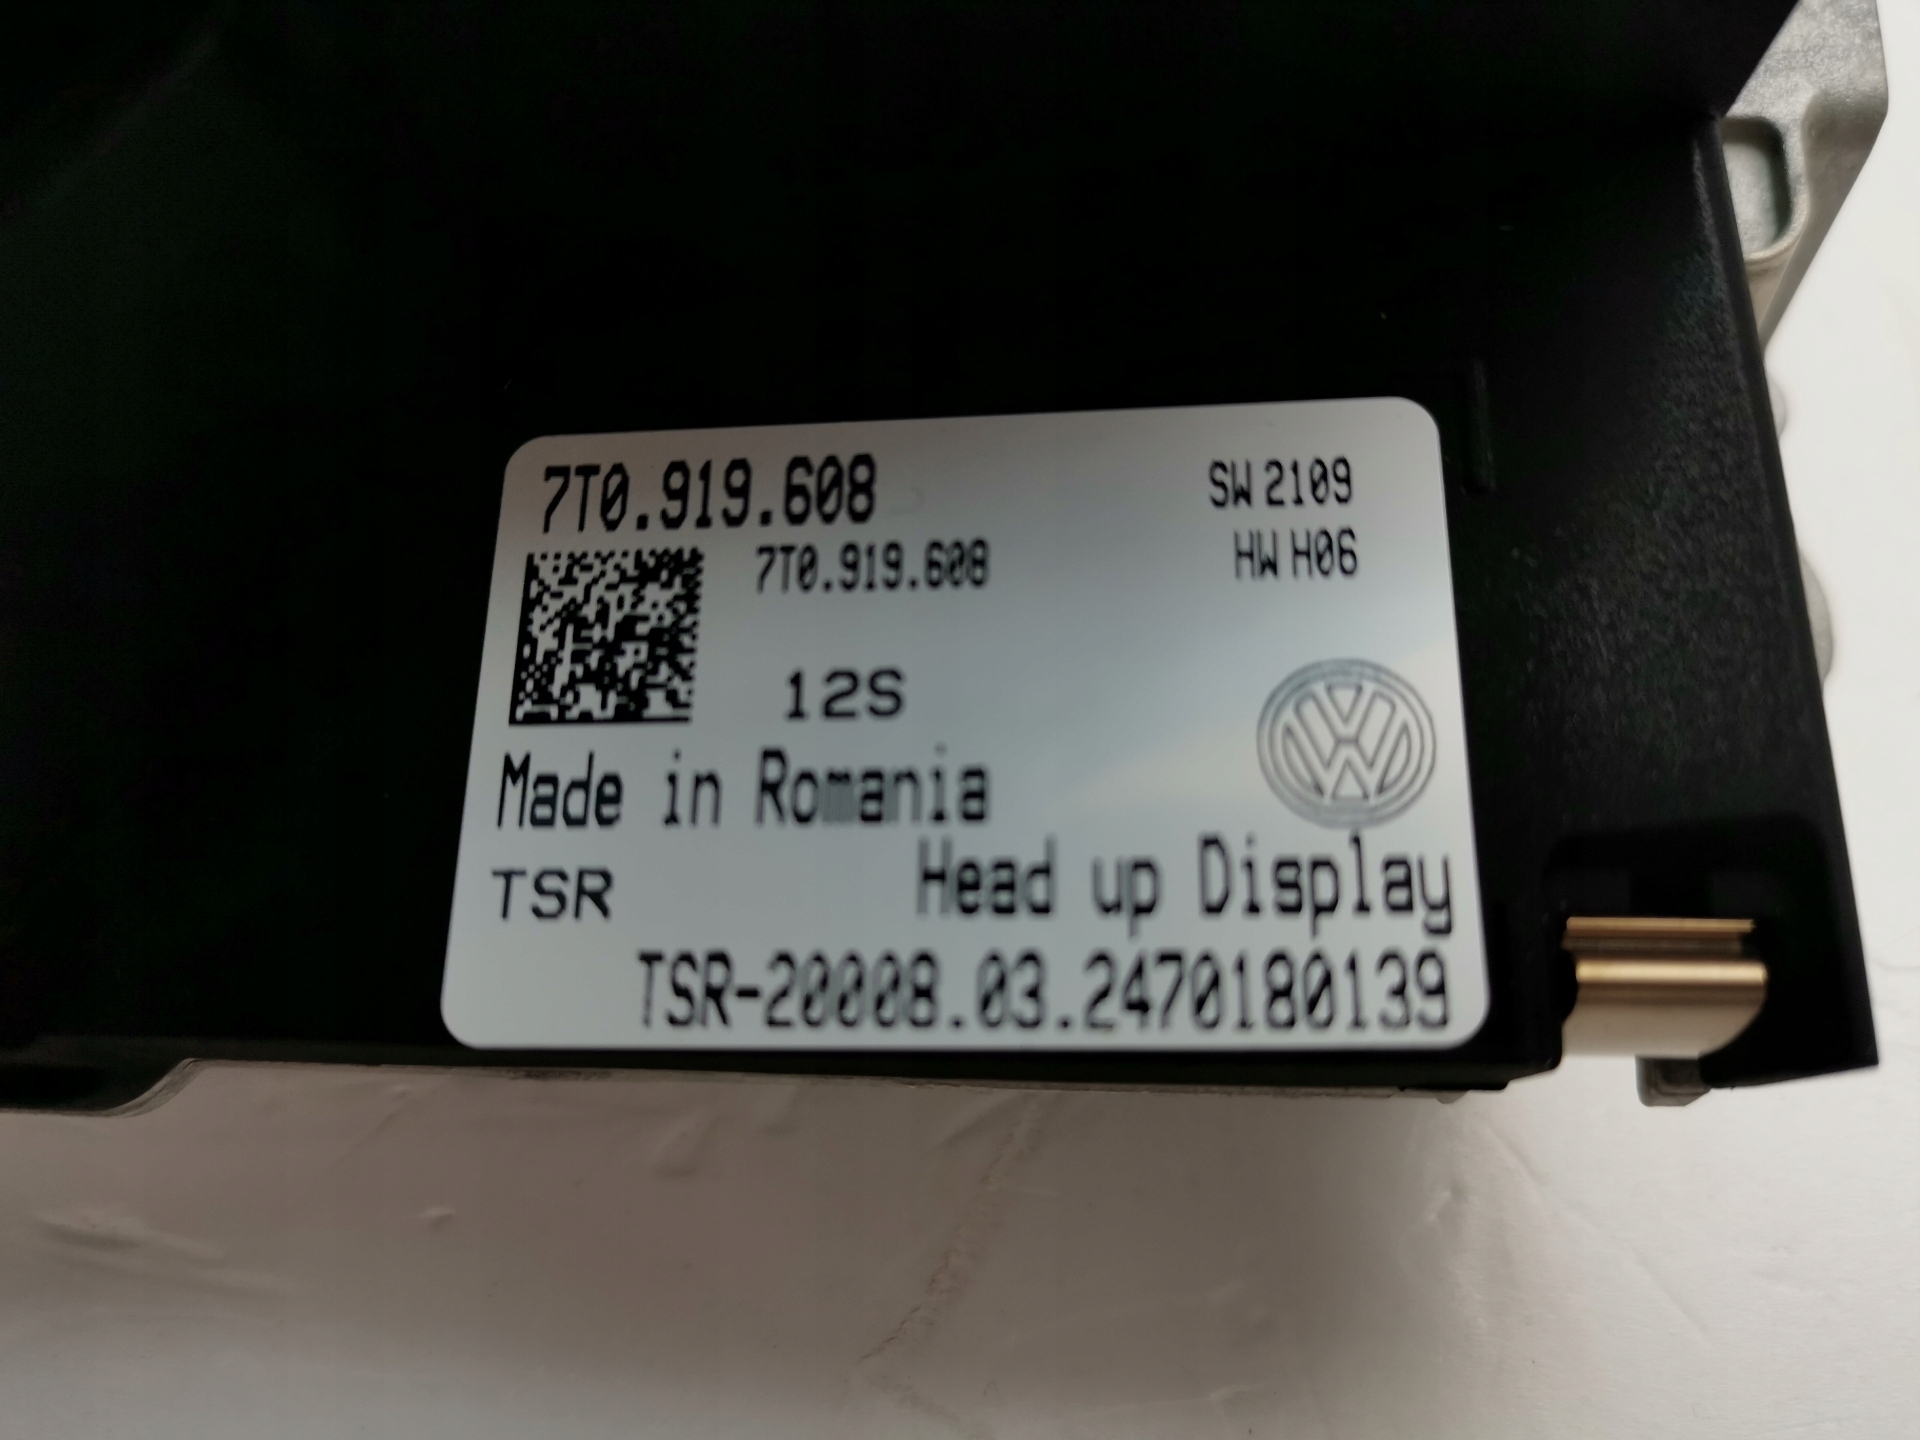 7T0.919.608
SW 2109
7T0.919.608
HW H06
12S
Made in Romania
TSR
Head up Display
TSR-20008.03.2470180139